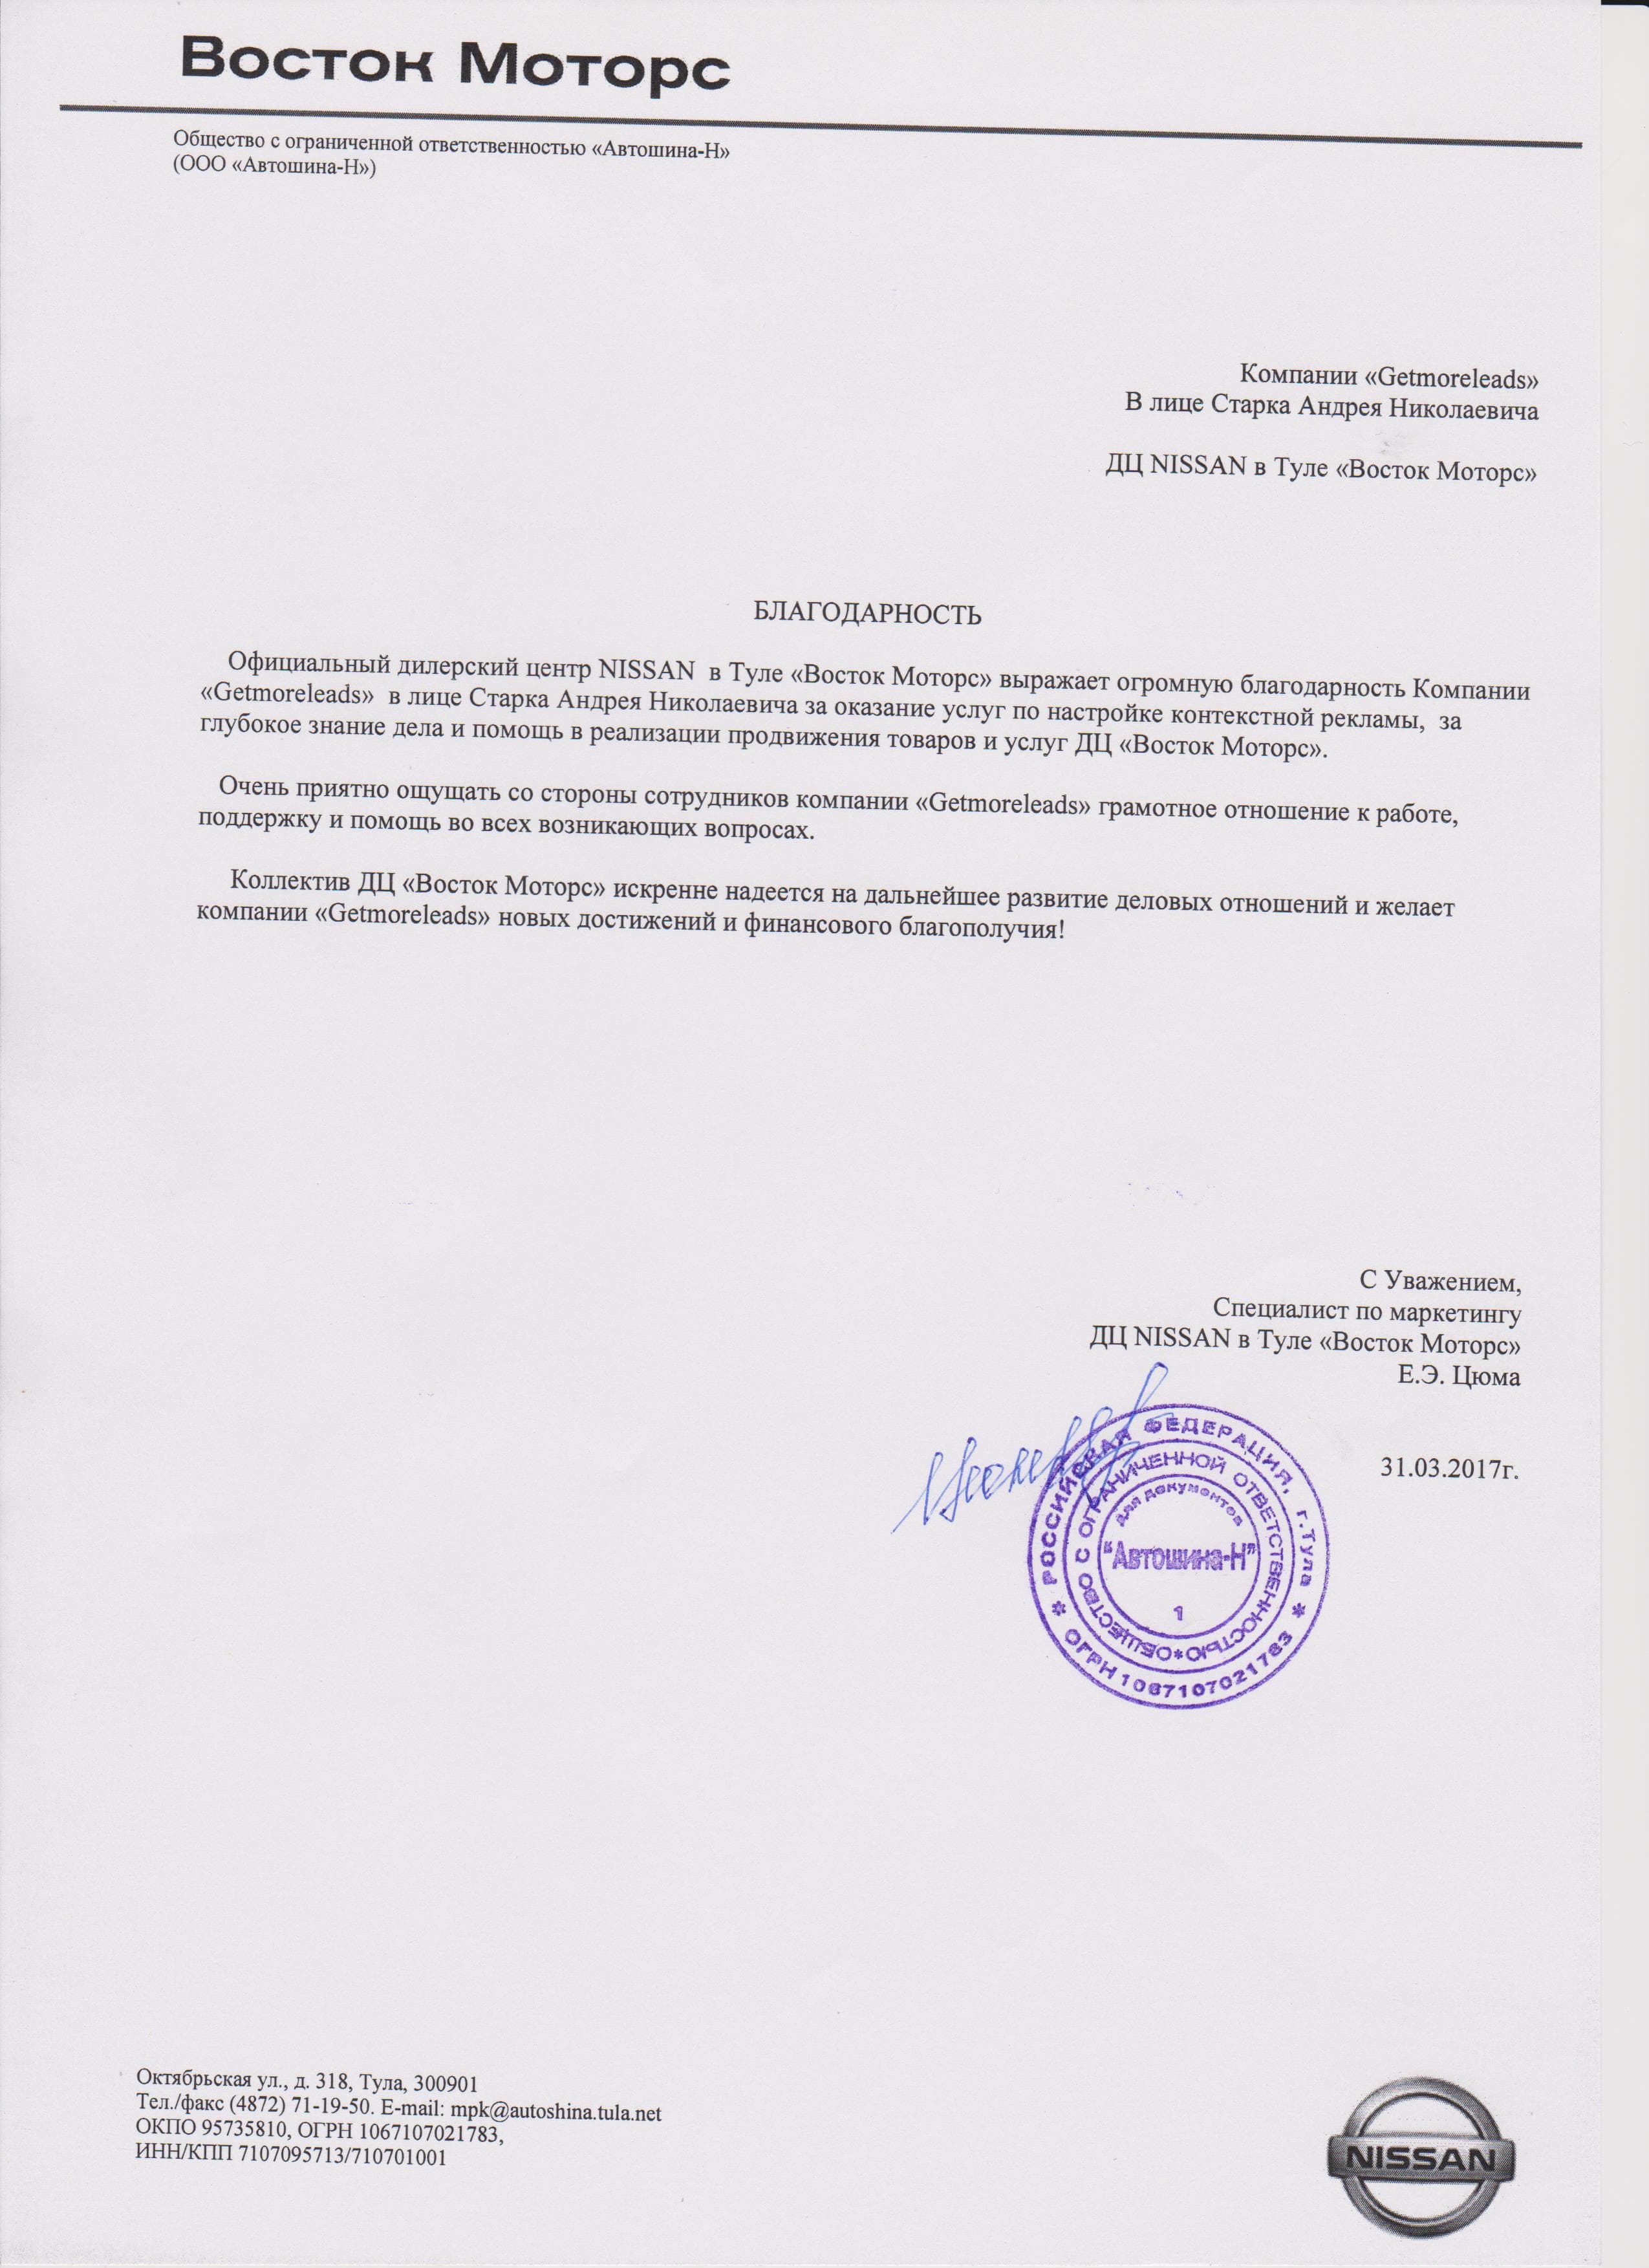 Восток Моторс
Общество с ограниченной ответственностью «Автошина-Н»
(ООО «Автошина-Н»)
Компании «Getmoreleads»
В лице Старка Андрея Николаевича
ДЦ NISSAN в Туле «Восток Моторс»
БЛАГОДАРНОСТЬ
Официальный дилерский центр NISSAN в Туле «Восток Моторс» выражает огромную благодарность Компании
«Getmoreleads» в лице Старка Андрея Николаевича за оказание услуг по настройке контекстной рекламы, за
глубокое знание дела и помощь в реализации продвижения товаров и услуг ДЦ «Восток Моторс».
Очень приятно ощущать со стороны сотрудников компании «Getmoreleads» грамотное отношение к работе,
поддержку и помощь во всех возникающих вопросах.
Коллектив ДЦ «Восток Моторс» искренне надеется на дальнейшее развитие деловых отношений и желает
компании «Getmoreleads» новых достижений и финансового благополучия!
С Уважением,
Специалист по маркетингу
ДЦ NISSAN в Туле «Восток Моторс»
Е.Э. Цюма
31.03.2017г.
РОССИЙСКАЯ ФЕДЕРАЦИЯ, г.Тула
* ОГРН 1067107021783 *
ОБЩЕСТВО С ОГРАНИЧЕННОЙ ОТВЕТСТВЕННОСТЬЮ *
для документов
"Автошина-Н"
1
Октябрьская ул., д. 318, Тула, 300901
Тел./факс (4872) 71-19-50. E-mail: mpk@autoshina.tula.net
ОКПО 95735810, ОГРН 1067107021783,
ИНН/КПП 7107095713/710701001
NISSAN